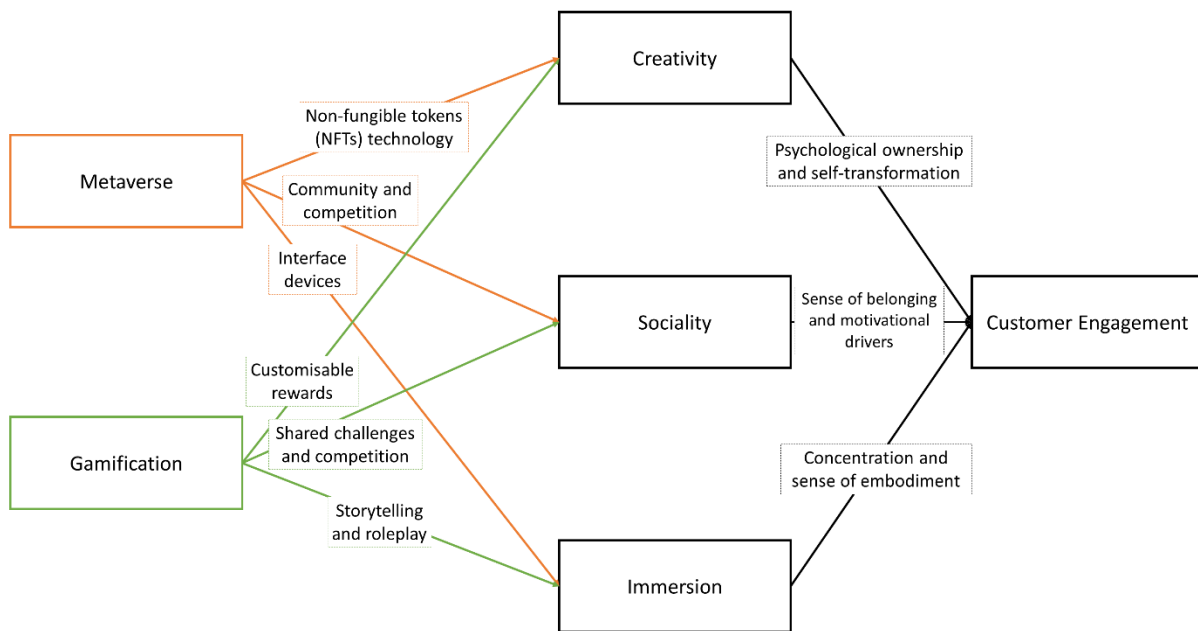 Creativity
Non-fungible tokens
(NFTs) technology
Metaverse
Psychological ownership
and self-transformation
Community and
competition
Interface
devices
Sociality
Sense of belonging
and motivational
drivers
Customer Engagement
Customisable
rewards
Shared challenges
and competition
Gamification
Concentration and
sense of embodiment
Storytelling
and roleplay
Immersion